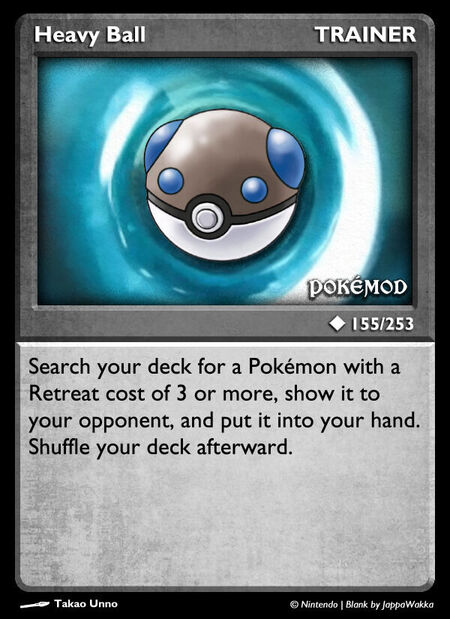 Heavy Ball TRAINER
POKÉMOD
155/253
Search your deck for a Pokémon with a
Retreat cost of 3 or more, show it to
your opponent, and put it into your hand.
Shuffle your deck afterward.
Takao Unno © Nintendo | Blank by JappaWakka